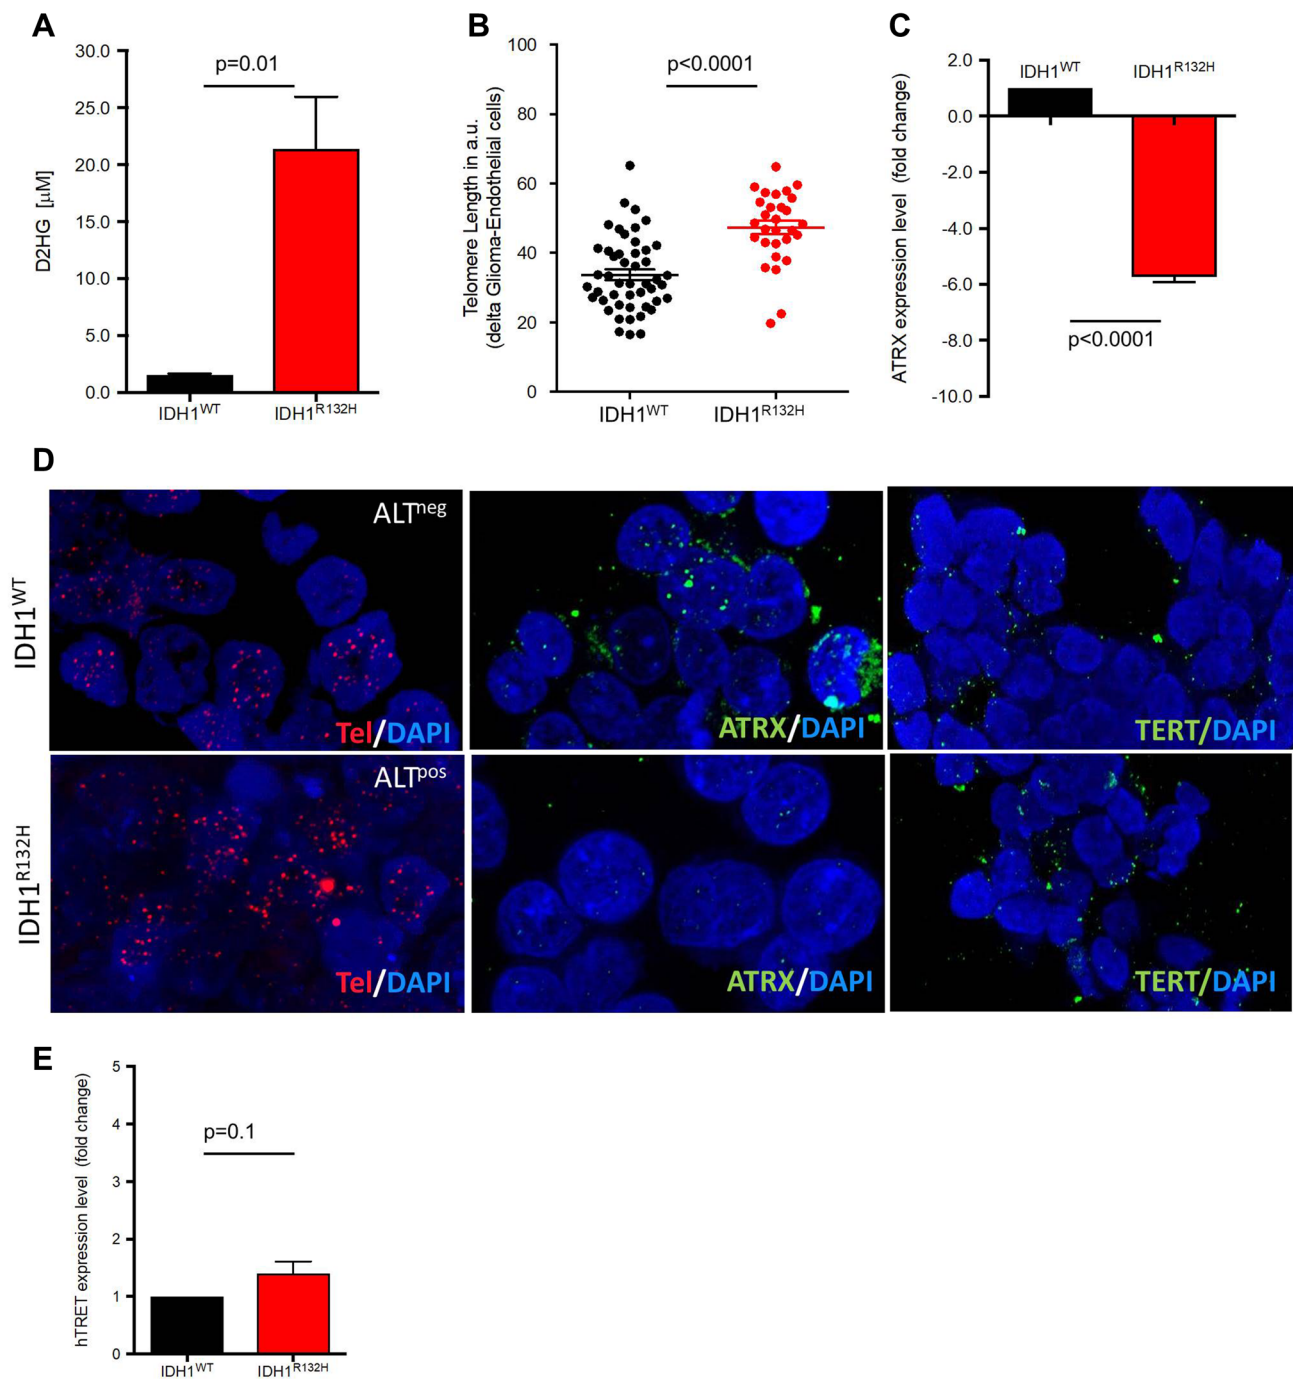 A
30.0
25.0
20.0
15.0
10.0
5.0
0.0
D2HG [µM]
p=0.01
IDH1WT
IDH1R132H
B
100
80
60
40
20
0
Telomere Length in a.u.
(delta Glioma-Endothelial cells)
p<0.0001
IDH1WT
IDH1R132H
C
2.0
0.0
-2.0
-4.0
-6.0
-8.0
-10.0
ATRX expression level (fold change)
IDH1WT
IDH1R132H
p<0.0001
D
IDH1WT
ALTneg
Tel/DAPI
ATRX/DAPI
TERT/DAPI
IDH1R132H
ALTpos
Tel/DAPI
ATRX/DAPI
TERT/DAPI
E
5
4
3
2
1
0
hTRET expression level (fold change)
p=0.1
IDH1WT
IDH1R132H